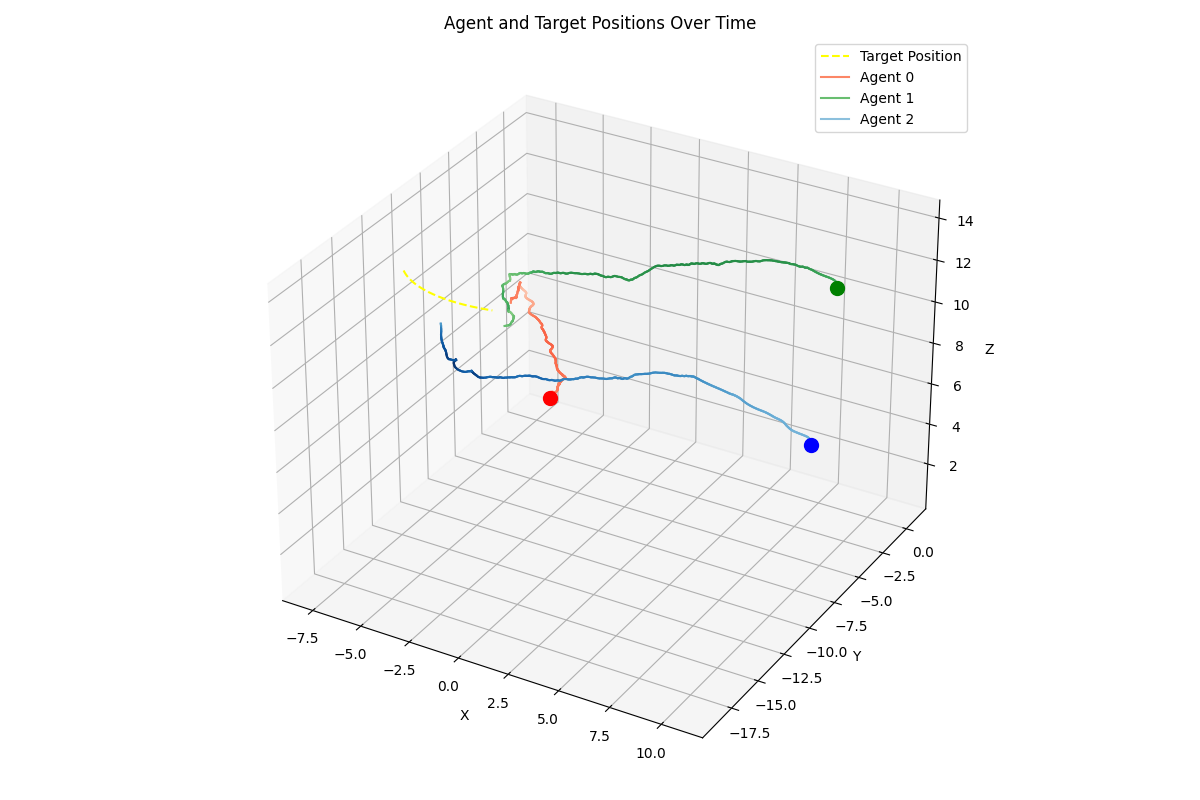 Agent and Target Positions Over Time
Target Position
Agent 0
Agent 1
Agent 2
14
12
10
8
6
4
2
Z
0.0
−2.5
−5.0
−7.5
−10.0
−12.5
−15.0
−17.5
Y
−7.5
−5.0
−2.5
0.0
2.5
5.0
7.5
10.0
X